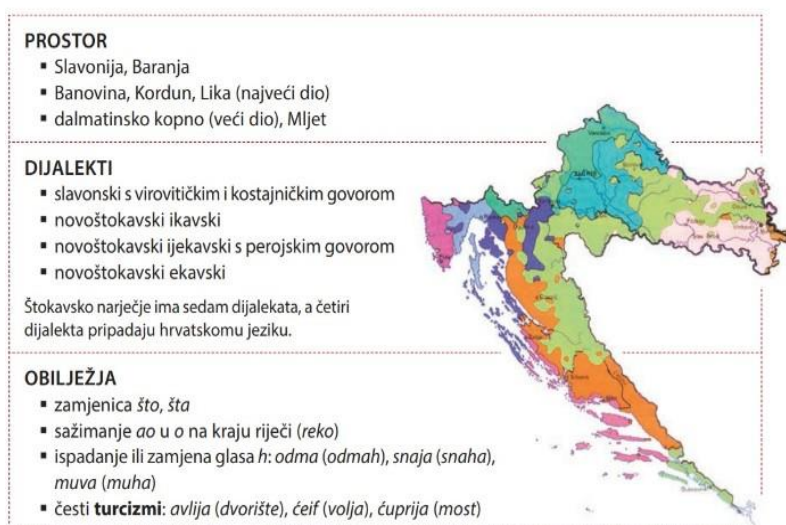 PROSTOR
▪ Slavonija, Baranja
▪ Banovina, Kordun, Lika (najveći dio)
▪ dalmatinsko kopno (veći dio), Mljet
DIJALEKTI
▪ slavonski s virovitičkim i kostajničkim govorom
▪ novoštokavski ikavski
▪ novoštokavski ijekavski s perojskim govorom
▪ novoštokavski ekavski
Štokavsko narječje ima sedam dijalekata, a četiri
dijalekta pripadaju hrvatskomu jeziku.
OBILJEŽJA
▪ zamjenica što, šta
▪ sažimanje ao u o na kraju riječi (reko)
▪ ispadanje ili zamjena glasa h: odma (odmah), snaja (snaha),
muva (muha)
▪ česti turcizmi: avlija (dvorište), ćeif (volja), ćuprija (most)